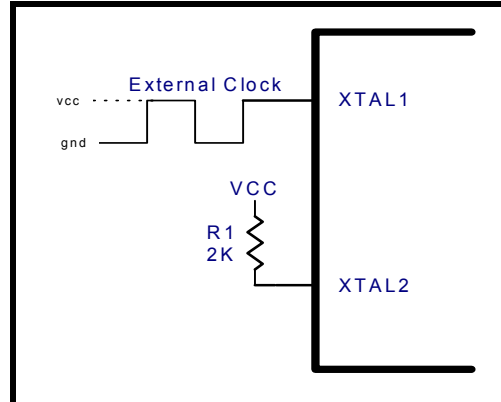 External Clock
vcc
XTAL1
gnd
VCC
R1
2K
XTAL2